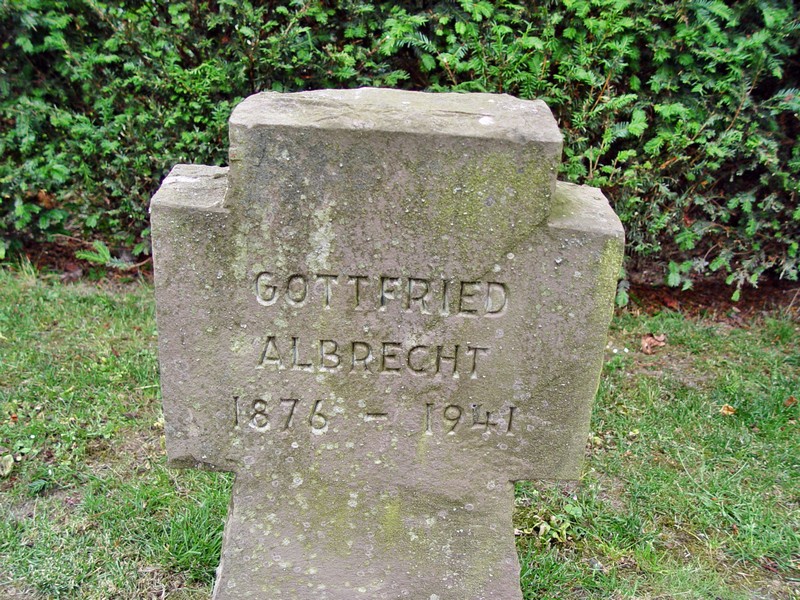 GOTTFRIED
ALBRECHT
1876 - 1941